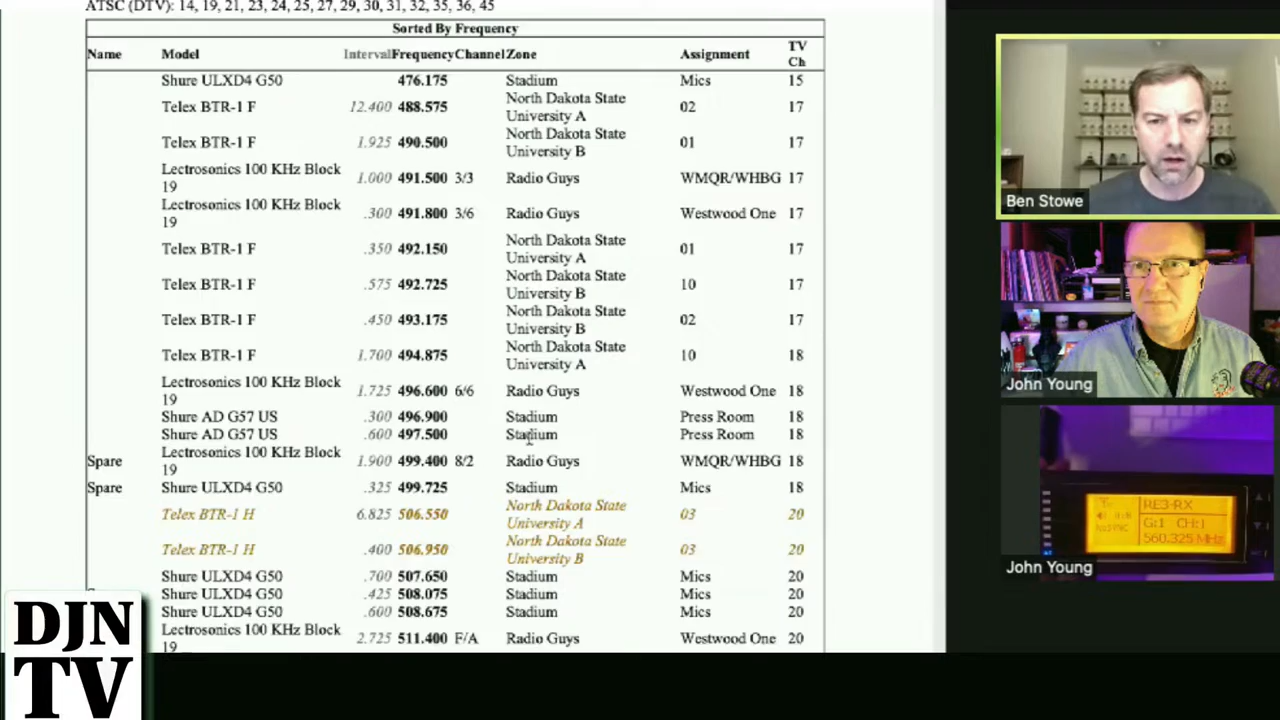 ATSC (DTV): 14, 19, 21, 23, 24, 25, 27, 29, 30, 31, 32, 35, 36, 45
Sorted By Frequency
Name Model Interval Frequency Channel Zone Assignment TV Ch
Shure ULXD4 G50 476.175 Stadium Mics 15
Telex BTR-1 F 12.400 488.575 North Dakota State University A 02 17
Telex BTR-1 F 1.925 490.500 North Dakota State University B 01 17
Lectrosonics 100 KHz Block 19 1.000 491.500 3/3 Radio Guys WMQR/WHBG 17
Lectrosonics 100 KHz Block 19 .300 491.800 3/6 Radio Guys Westwood One 17
Telex BTR-1 F .350 492.150 North Dakota State University A 01 17
Telex BTR-1 F .575 492.725 North Dakota State University B 10 17
Telex BTR-1 F .450 493.175 North Dakota State University B 02 17
Telex BTR-1 F 1.700 494.875 North Dakota State University A 10 18
Lectrosonics 100 KHz Block 19 1.725 496.600 6/6 Radio Guys Westwood One 18
Shure AD G57 US .300 496.900 Stadium Press Room 18
Shure AD G57 US .600 497.500 Stadium Press Room 18
Spare Lectrosonics 100 KHz Block 19 1.900 499.400 8/2 Radio Guys WMQR/WHBG 18
Spare Shure ULXD4 G50 .325 499.725 Stadium Mics 18
Telex BTR-1 H 6.825 506.550 North Dakota State University A 03 20
Telex BTR-1 H .400 506.950 North Dakota State University B 03 20
Shure ULXD4 G50 .700 507.650 Stadium Mics 20
Shure ULXD4 G50 .425 508.075 Stadium Mics 20
Shure ULXD4 G50 .600 508.675 Stadium Mics 20
Lectrosonics 100 KHz Block 19 2.725 511.400 F/A Radio Guys Westwood One 20
Ben Stowe
John Young
RE3-RX
G:1 CH:1
560.325 MHz
John Young
DJN
TV